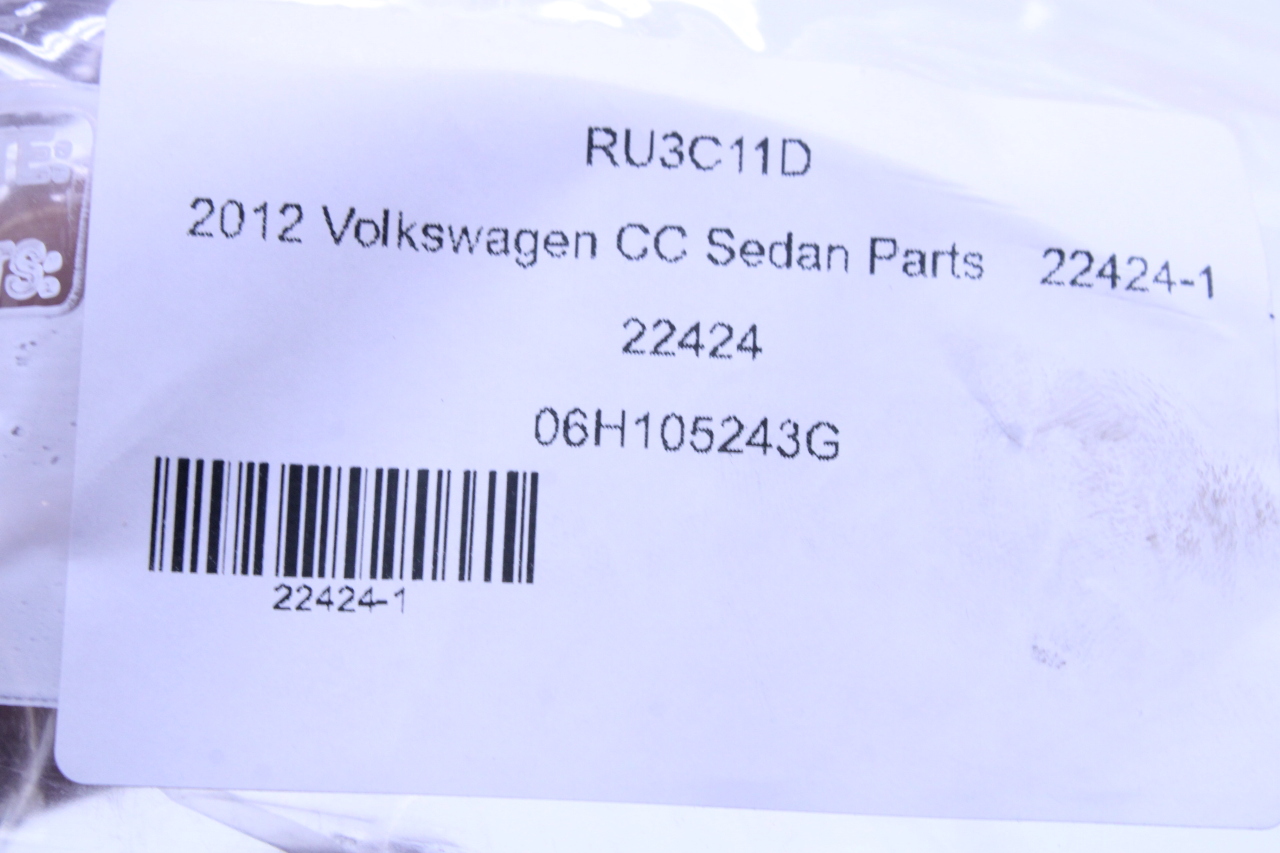 RU3C11D
2012 Volkswagen CC Sedan Parts 22424-1
22424
06H105243G
22424-1